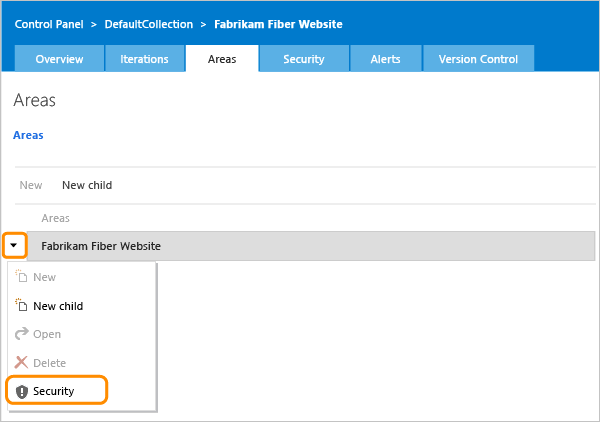 Control Panel > DefaultCollection > Fabrikam Fiber Website
Overview Iterations Areas Security Alerts Version Control
Areas
Areas
New New child
Areas
Fabrikam Fiber Website
New
New child
Open
Delete
Security